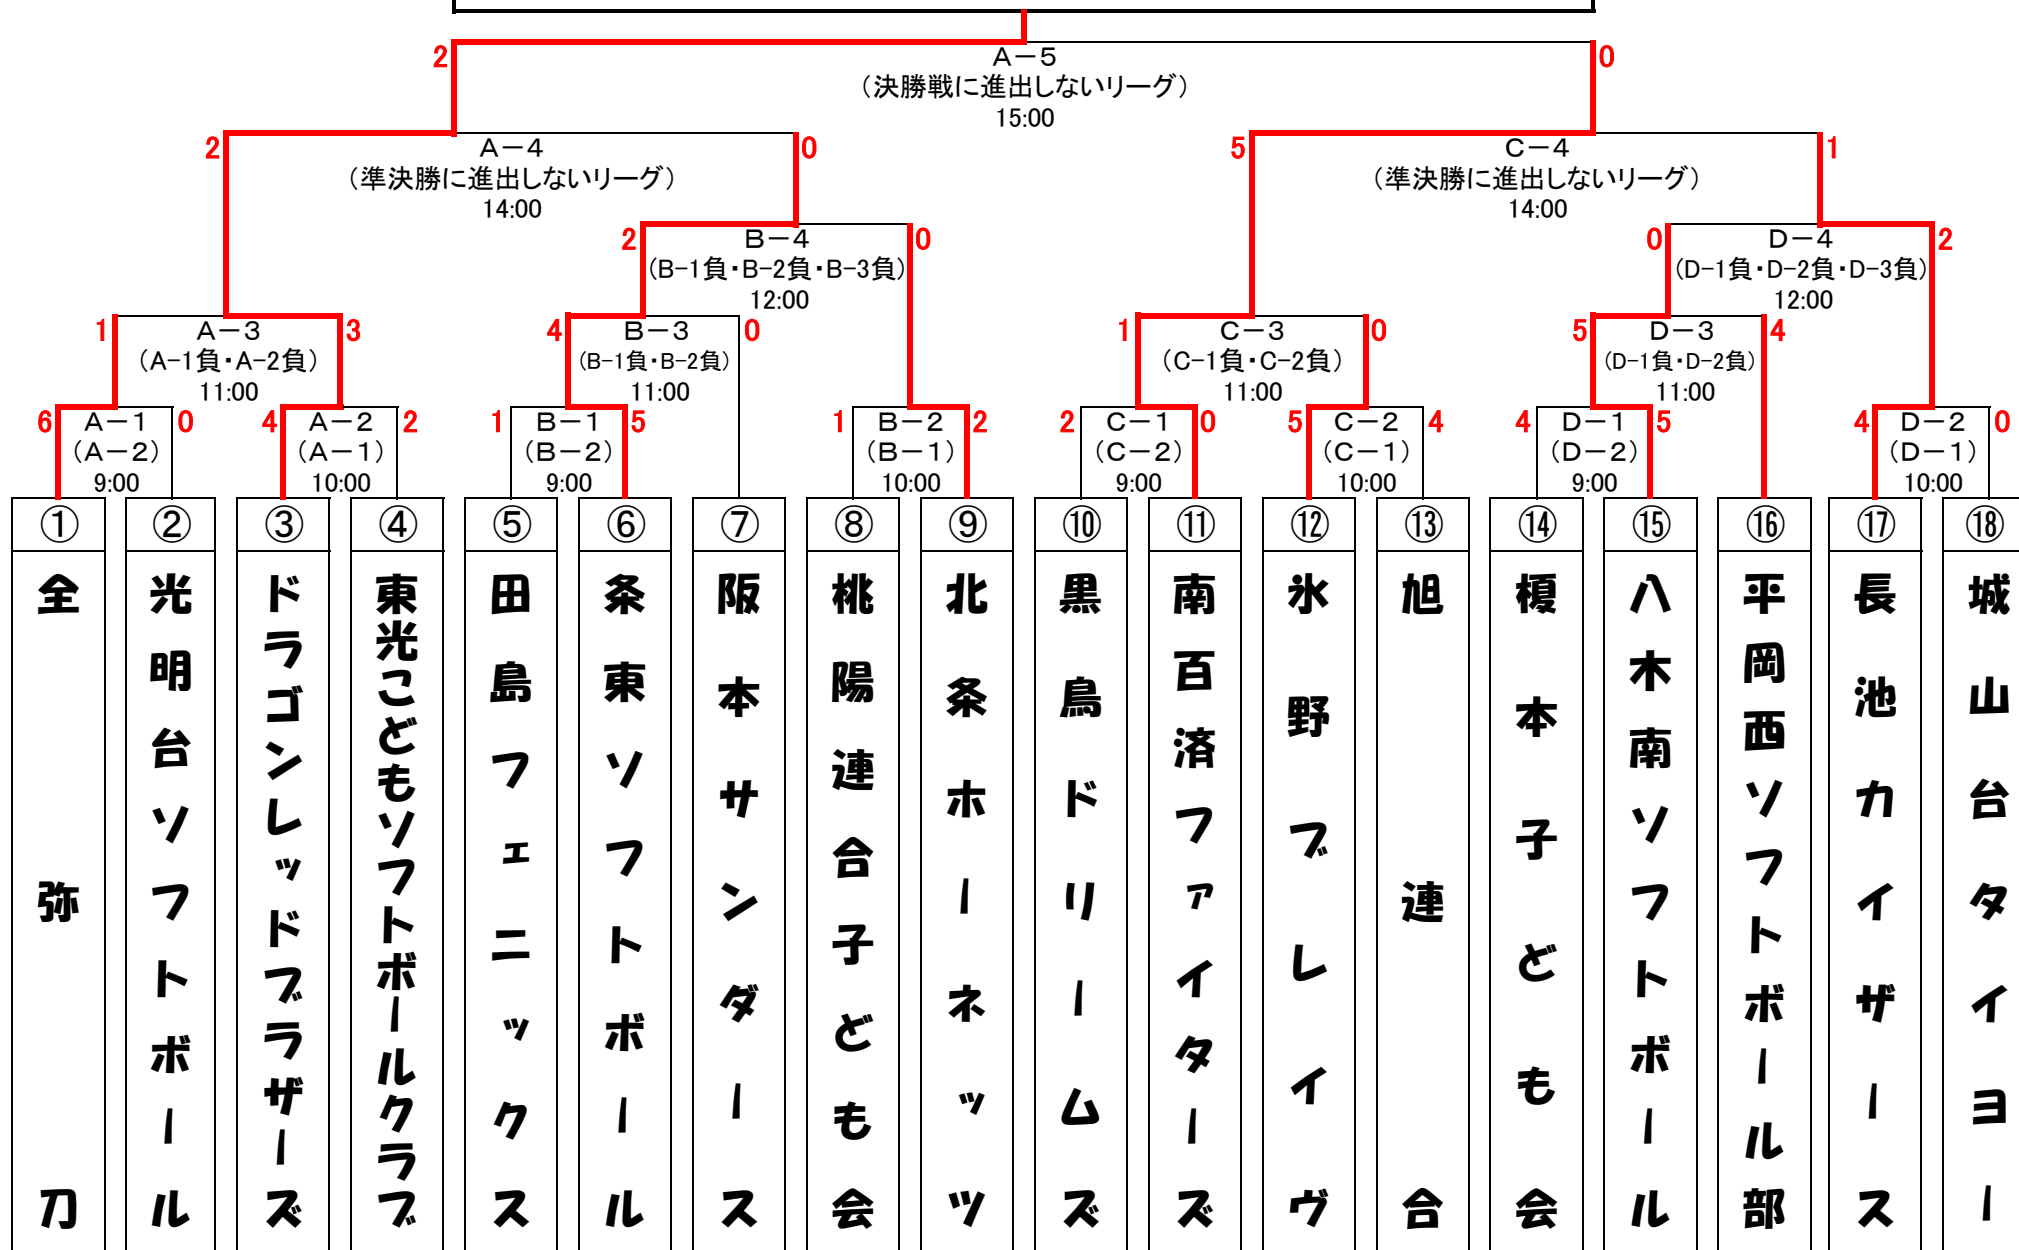 2 0
A－5
（決勝戦に進出しないリーグ）
15:00
2 A－4 0 5 C－4 1
（準決勝に進出しないリーグ） （準決勝に進出しないリーグ）
14:00 14:00
2 B－4 0 0 D－4 2
（B-1負・B-2負・B-3負） （D-1負・D-2負・D-3負）
12:00 12:00
1 A－3 3 4 B－3 0 1 C－3 0 5 D－3 4
（A-1負・A-2負） （B-1負・B-2負） （C-1負・C-2負） （D-1負・D-2負）
11:00 11:00 11:00 11:00
6 A－1 0 4 A－2 2 1 B－1 5 1 B－2 2 2 C－1 0 5 C－2 4 4 D－1 5 4 D－2 0
（A－2） （A－1） （B－2） （B－1） （C－2） （C－1） （D－2） （D－1）
9:00 10:00 9:00 10:00 9:00 10:00 9:00 10:00
① ② ③ ④ ⑤ ⑥ ⑦ ⑧ ⑨ ⑩ ⑪ ⑫ ⑬ ⑭ ⑮ ⑯ ⑰ ⑱
全弥刀
光明台ソフトボール
ドラゴンレッドブラザーズ
東光こどもソフトボールクラブ
田島フェニックス
条東ソフトボール
阪本サンダース
桃陽連合子ども会
北条ホーネッツ
黒鳥ドリームズ
南百済ファイターズ
氷野ブレイヴ
旭連合
榎本子ども会
八木南ソフトボール
平岡西ソフトボール部
長池カイザース
城山台タイヨー